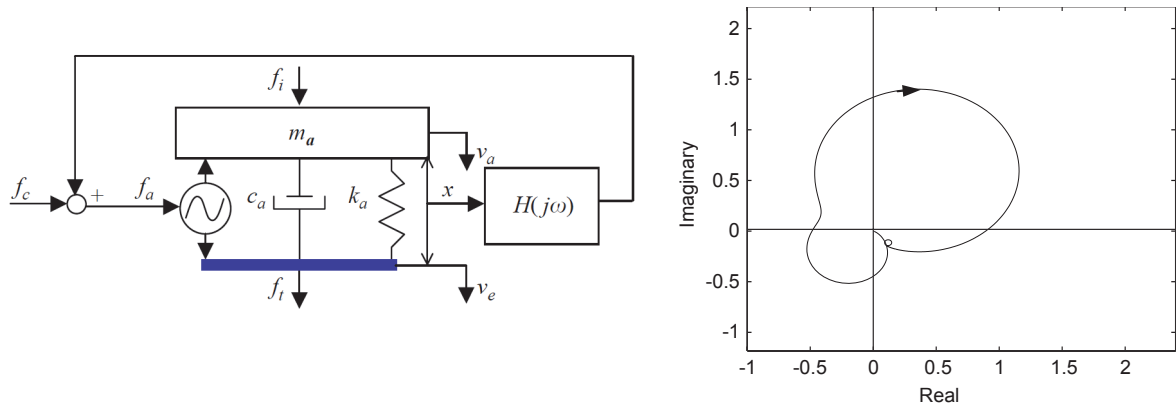 f_i
m_a
v_a
f_c
+
f_a
c_a
k_a
x
H(jω)
f_t
v_e
2
1.5
1
0.5
0
-0.5
-1
Imaginary
-1
-0.5
0
0.5
1
1.5
2
Real